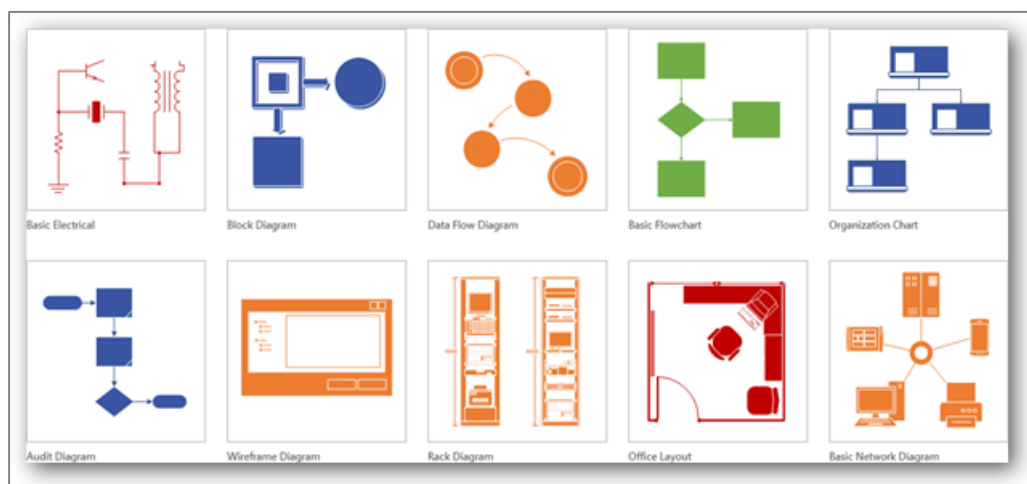 Basic Electrical
Block Diagram
Data Flow Diagram
Basic Flowchart
Organization Chart
Audit Diagram
Wireframe Diagram
Rack Diagram
Office Layout
Basic Network Diagram